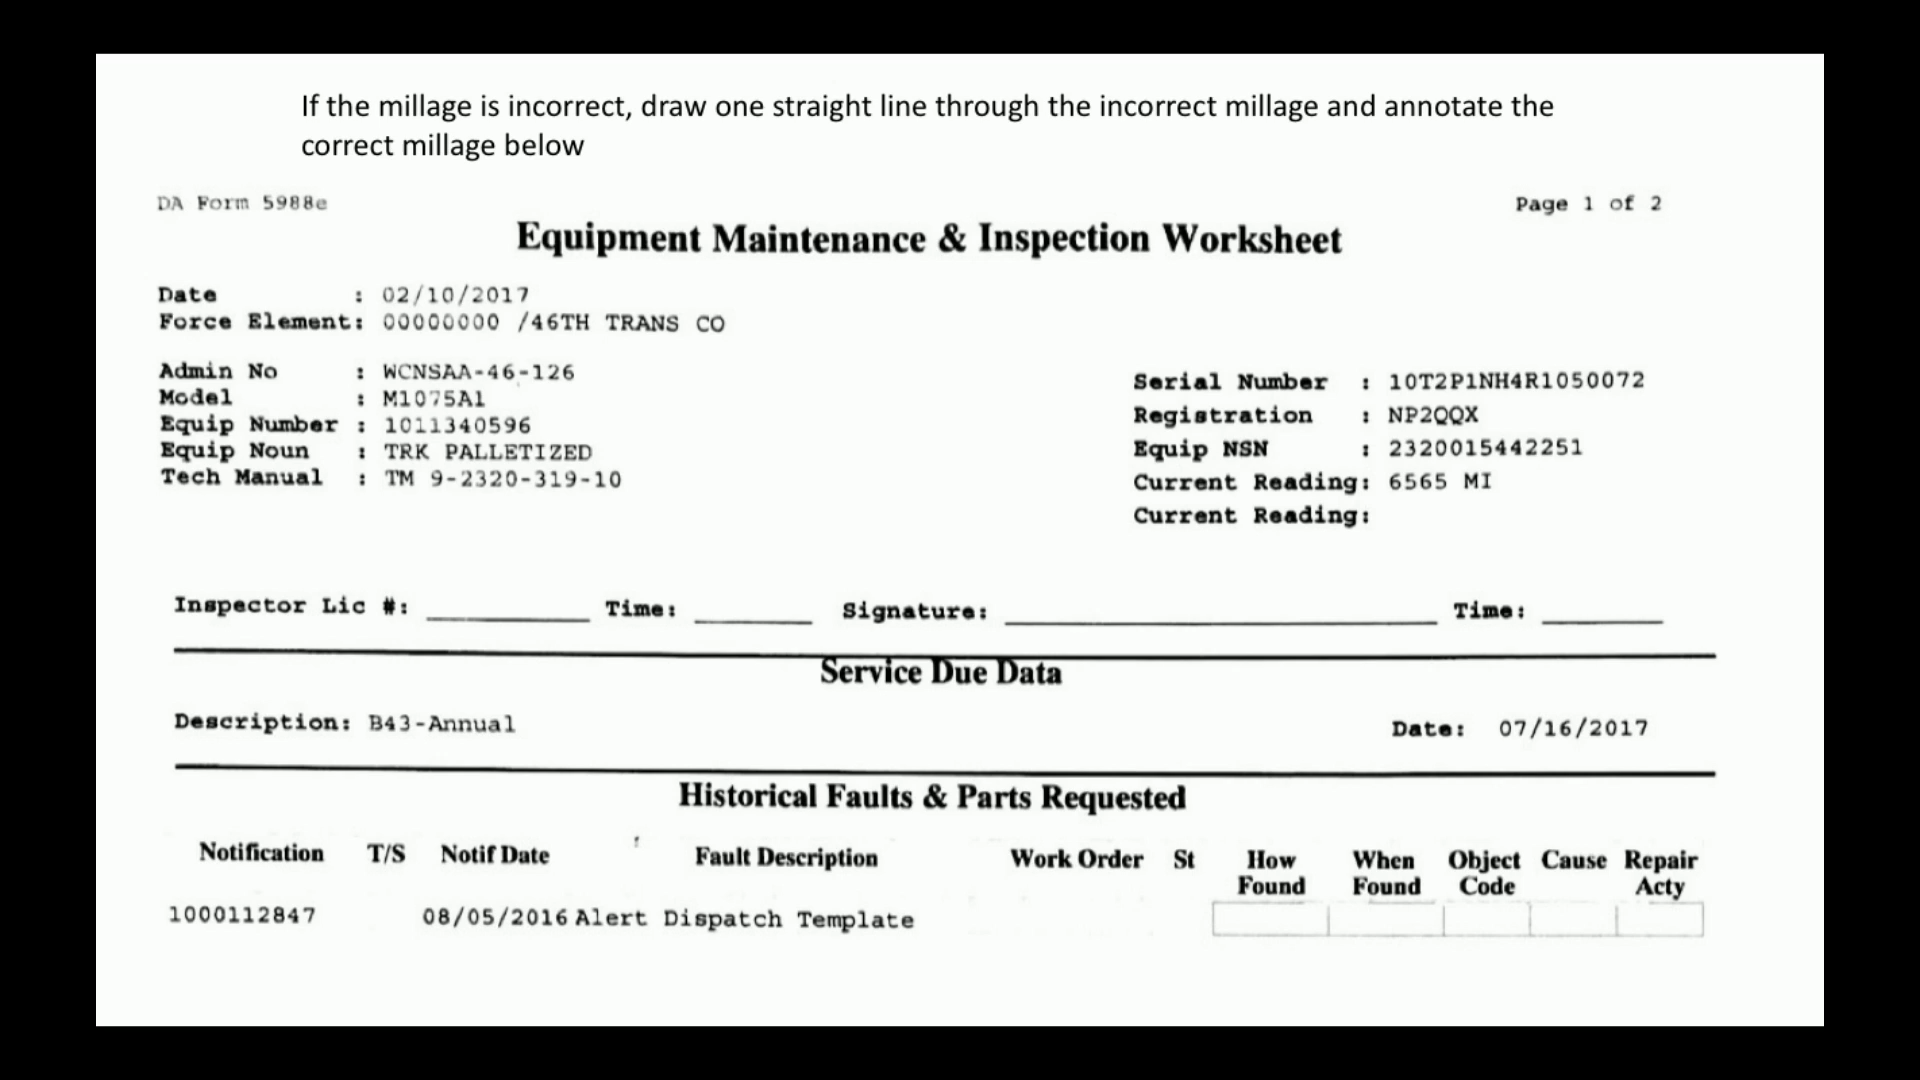 If the millage is incorrect, draw one straight line through the incorrect millage and annotate the
correct millage below
DA Form 5988e
Page 1 of 2
Equipment Maintenance & Inspection Worksheet
Date : 02/10/2017
Force Element: 00000000 /46TH TRANS CO
Admin No : WCNSAA-46-126
Model : M1075A1
Equip Number : 1011340596
Equip Noun : TRK PALLETIZED
Tech Manual : TM 9-2320-319-10
Serial Number : 10T2P1NH4R1050072
Registration : NP2QQX
Equip NSN : 2320015442251
Current Reading: 6565 MI
Current Reading:
Inspector Lic #: Time: Signature: Time:
Service Due Data
Description: B43-Annual Date: 07/16/2017
Historical Faults & Parts Requested
Notification T/S Notif Date Fault Description Work Order St How Found When Found Object Code Cause Repair Acty
1000112847 08/05/2016 Alert Dispatch Template